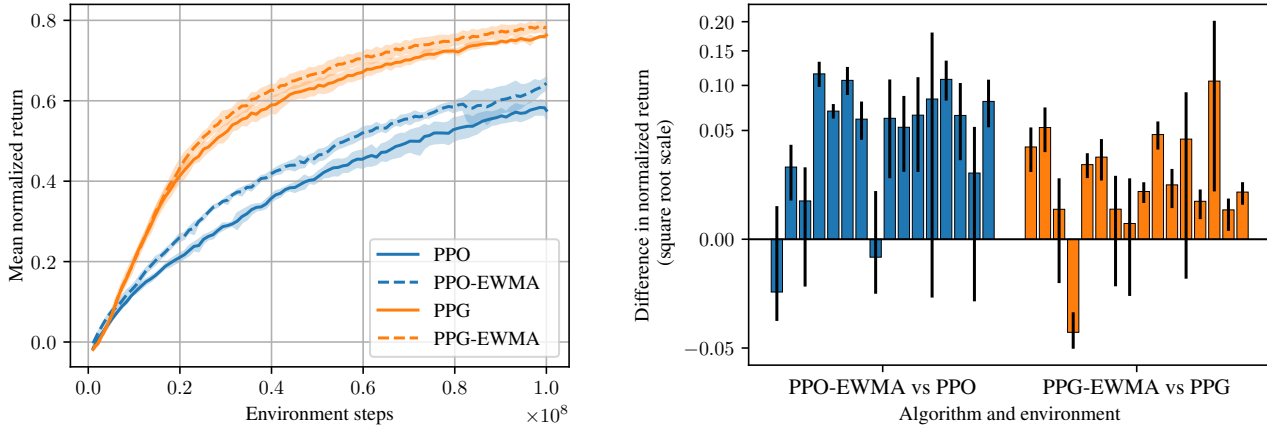 0.8
0.6
0.4
0.2
0.0
Mean normalized return
PPO
PPO-EWMA
PPG
PPG-EWMA
0.0 0.2 0.4 0.6 0.8 1.0
×10⁸
Environment steps
0.20
0.15
0.10
0.05
0.00
−0.05
Difference in normalized return
(square root scale)
PPO-EWMA vs PPO PPG-EWMA vs PPG
Algorithm and environment